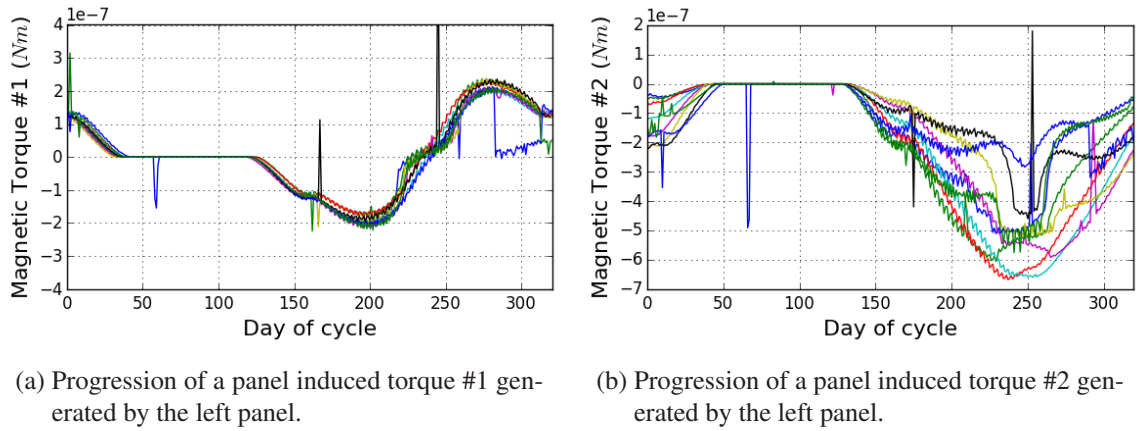 1e−7
4
3
2
1
0
−1
−2
−3
−4
Magnetic Torque #1 (Nm)
0 50 100 150 200 250 300
Day of cycle
1e−7
2
1
0
−1
−2
−3
−4
−5
−6
−7
Magnetic Torque #2 (Nm)
0 50 100 150 200 250 300
Day of cycle
(a) Progression of a panel induced torque #1 gen-
erated by the left panel.
(b) Progression of a panel induced torque #2 gen-
erated by the left panel.